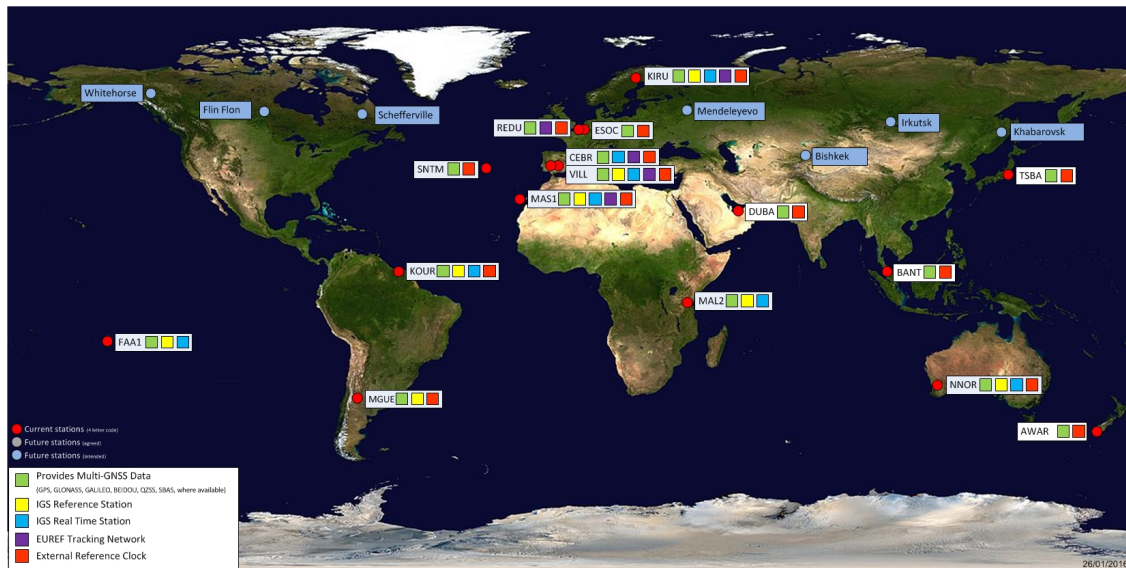 KIRU
Whitehorse
Flin Flon
Schefferville
Mendeleyevo
Irkutsk
Khabarovsk
REDU
ESOC
CEBR
Bishkek
SNTM
VILL
TSBA
MAS1
DUBA
KOUR
BANT
MAL2
FAA1
NNOR
MGUE
AWAR
Current stations (4 letter code)
Future stations (agreed)
Future stations (intended)
Provides Multi-GNSS Data
(GPS, GLONASS, GALILEO, BEIDOU, QZSS, SBAS, where available)
IGS Reference Station
IGS Real Time Station
EUREF Tracking Network
External Reference Clock
26/01/2016